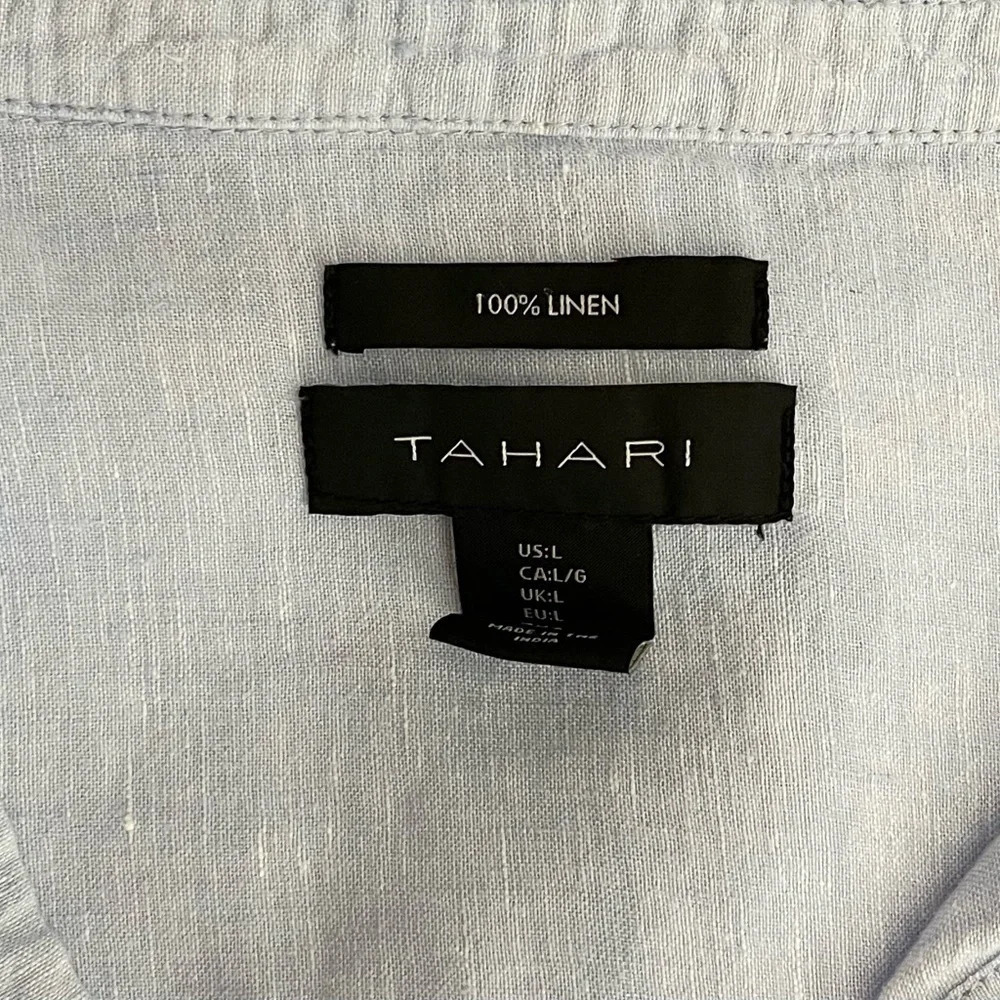 100% LINEN
TAHARI
US:L
CA:L/G
UK:L
EU:L
MADE IN THE
INDIA